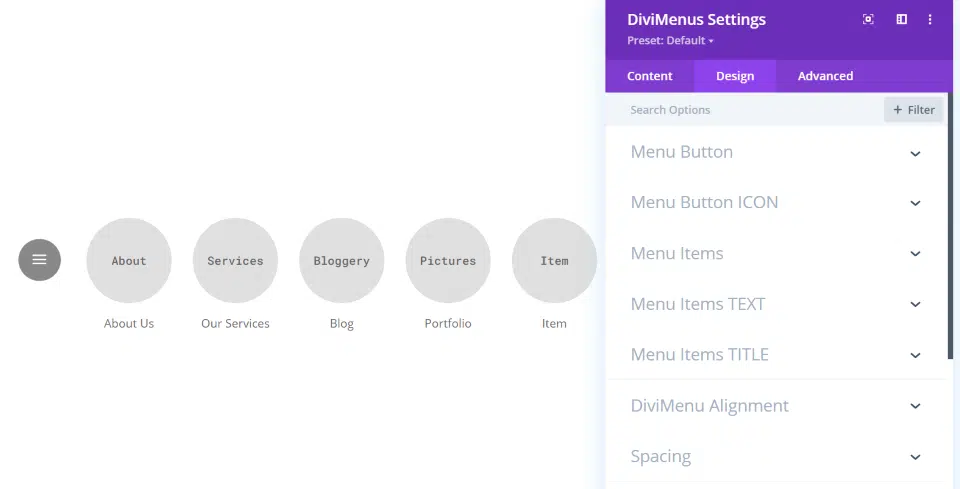 DiviMenus Settings
Preset: Default
Content Design Advanced
Search Options + Filter
Menu Button
Menu Button ICON
Menu Items
Menu Items TEXT
Menu Items TITLE
DiviMenu Alignment
Spacing
About Services Bloggery Pictures Item
About Us Our Services Blog Portfolio Item